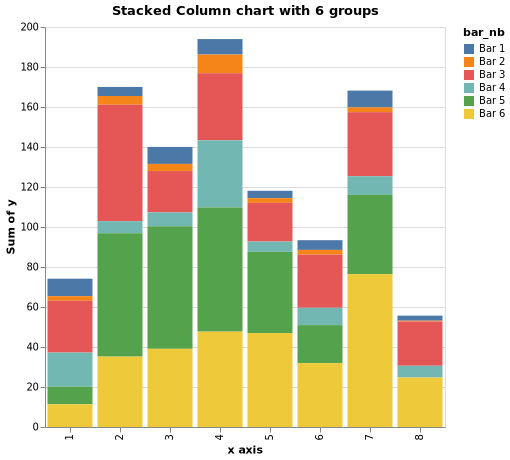 Stacked Column chart with 6 groups
200
180
160
140
120
100
80
60
40
20
0
Sum of y
1 2 3 4 5 6 7 8
x axis
bar_nb
Bar 1
Bar 2
Bar 3
Bar 4
Bar 5
Bar 6